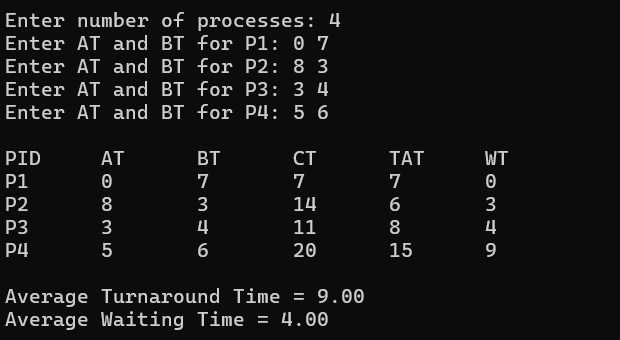 Enter number of processes: 4
Enter AT and BT for P1: 0 7
Enter AT and BT for P2: 8 3
Enter AT and BT for P3: 3 4
Enter AT and BT for P4: 5 6
PID AT BT CT TAT WT
P1 0 7 7 7 0
P2 8 3 14 6 3
P3 3 4 11 8 4
P4 5 6 20 15 9
Average Turnaround Time = 9.00
Average Waiting Time = 4.00